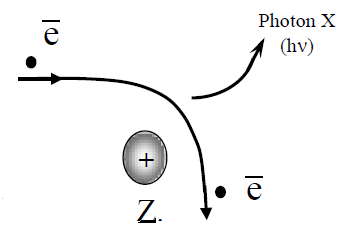 e̅
Photon X
(hν)
+
e̅
Z.